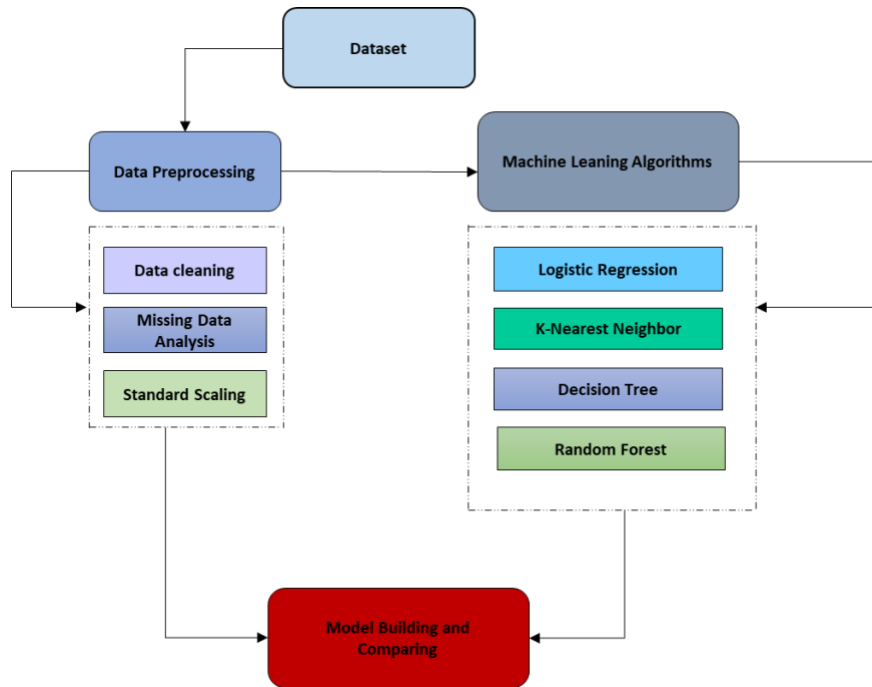 Dataset
Data Preprocessing
Machine Leaning Algorithms
Data cleaning
Missing Data
Analysis
Standard Scaling
Logistic Regression
K-Nearest Neighbor
Decision Tree
Random Forest
Model Building and
Comparing